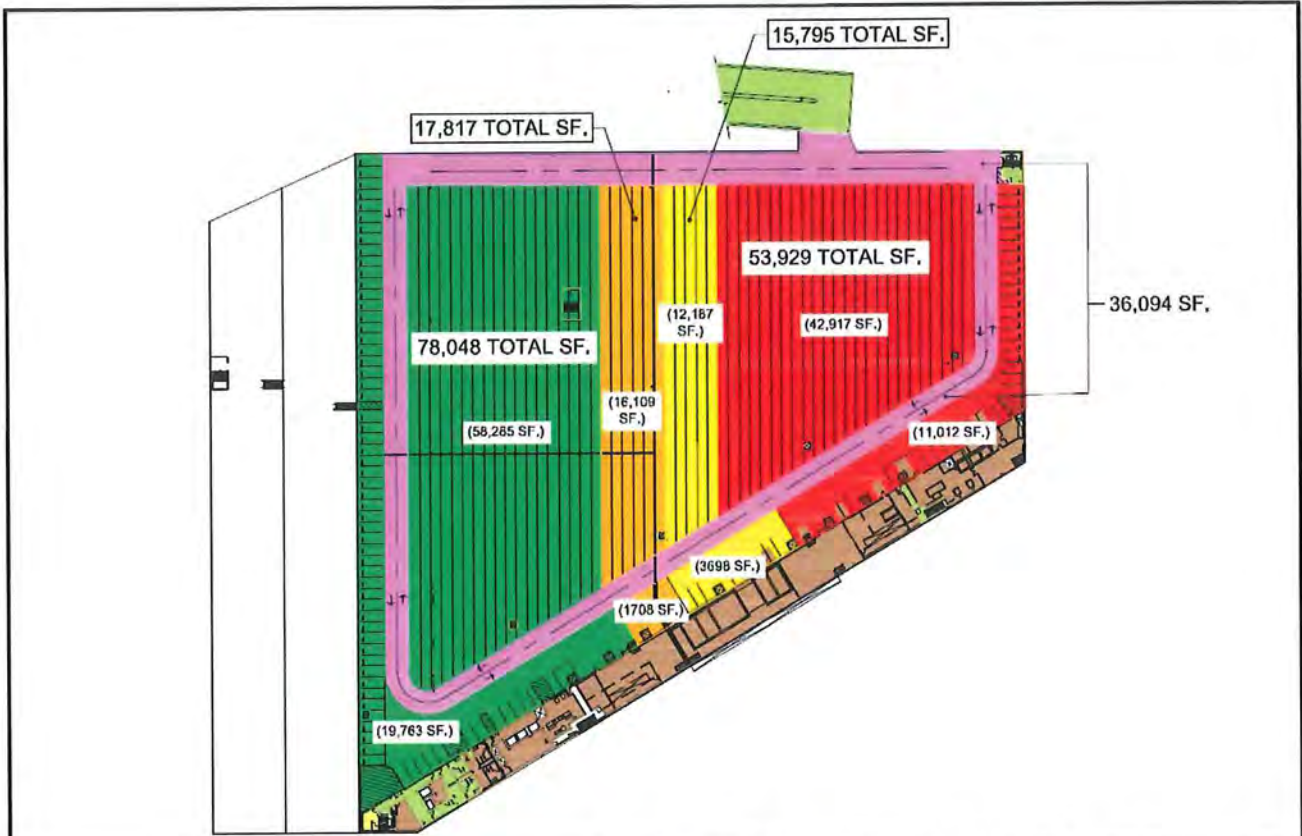 15,795 TOTAL SF.
17,817 TOTAL SF.
53,929 TOTAL SF.
36,094 SF.
(12,187
SF.)
(42,917 SF.)
78,048 TOTAL SF.
(16,109
SF.)
(58,285 SF.)
(11,012 SF.)
(3698 SF.)
(1708 SF.)
(19,763 SF.)